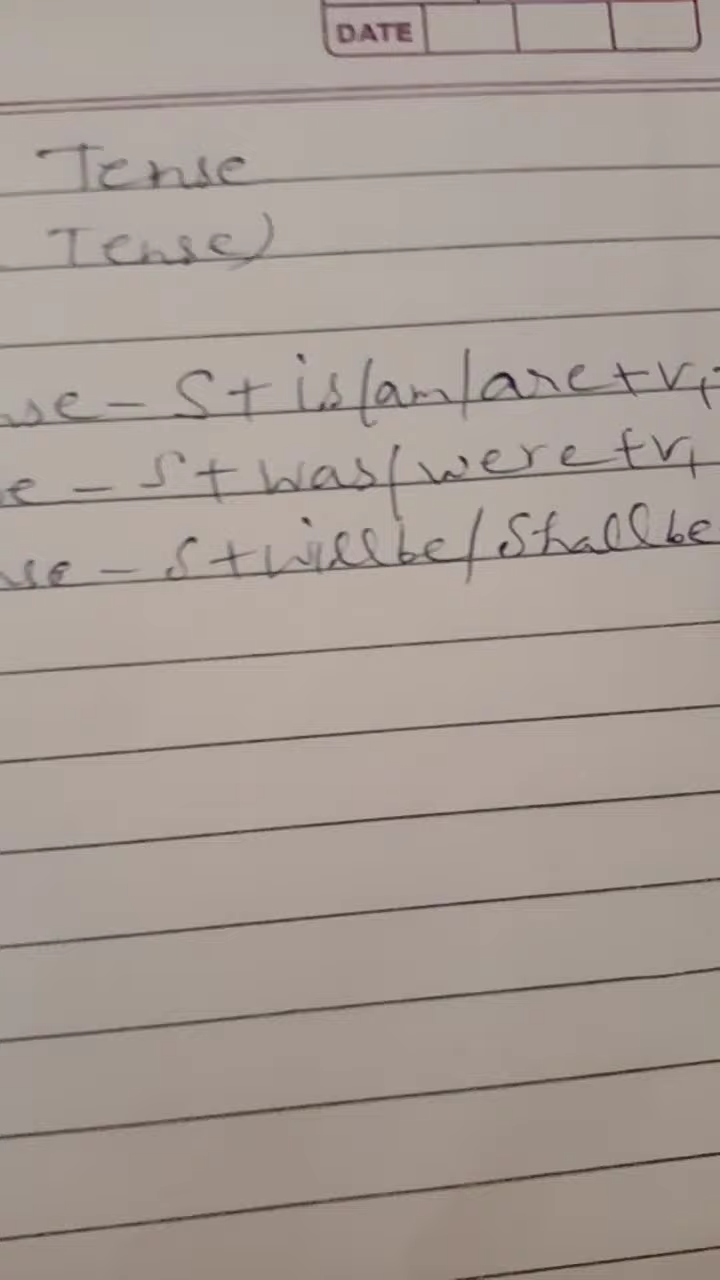 DATE
Tense
Tense)
se - S + is/am/are + V1 +
e - S + was/were + V1
se - S + will be / Shall be